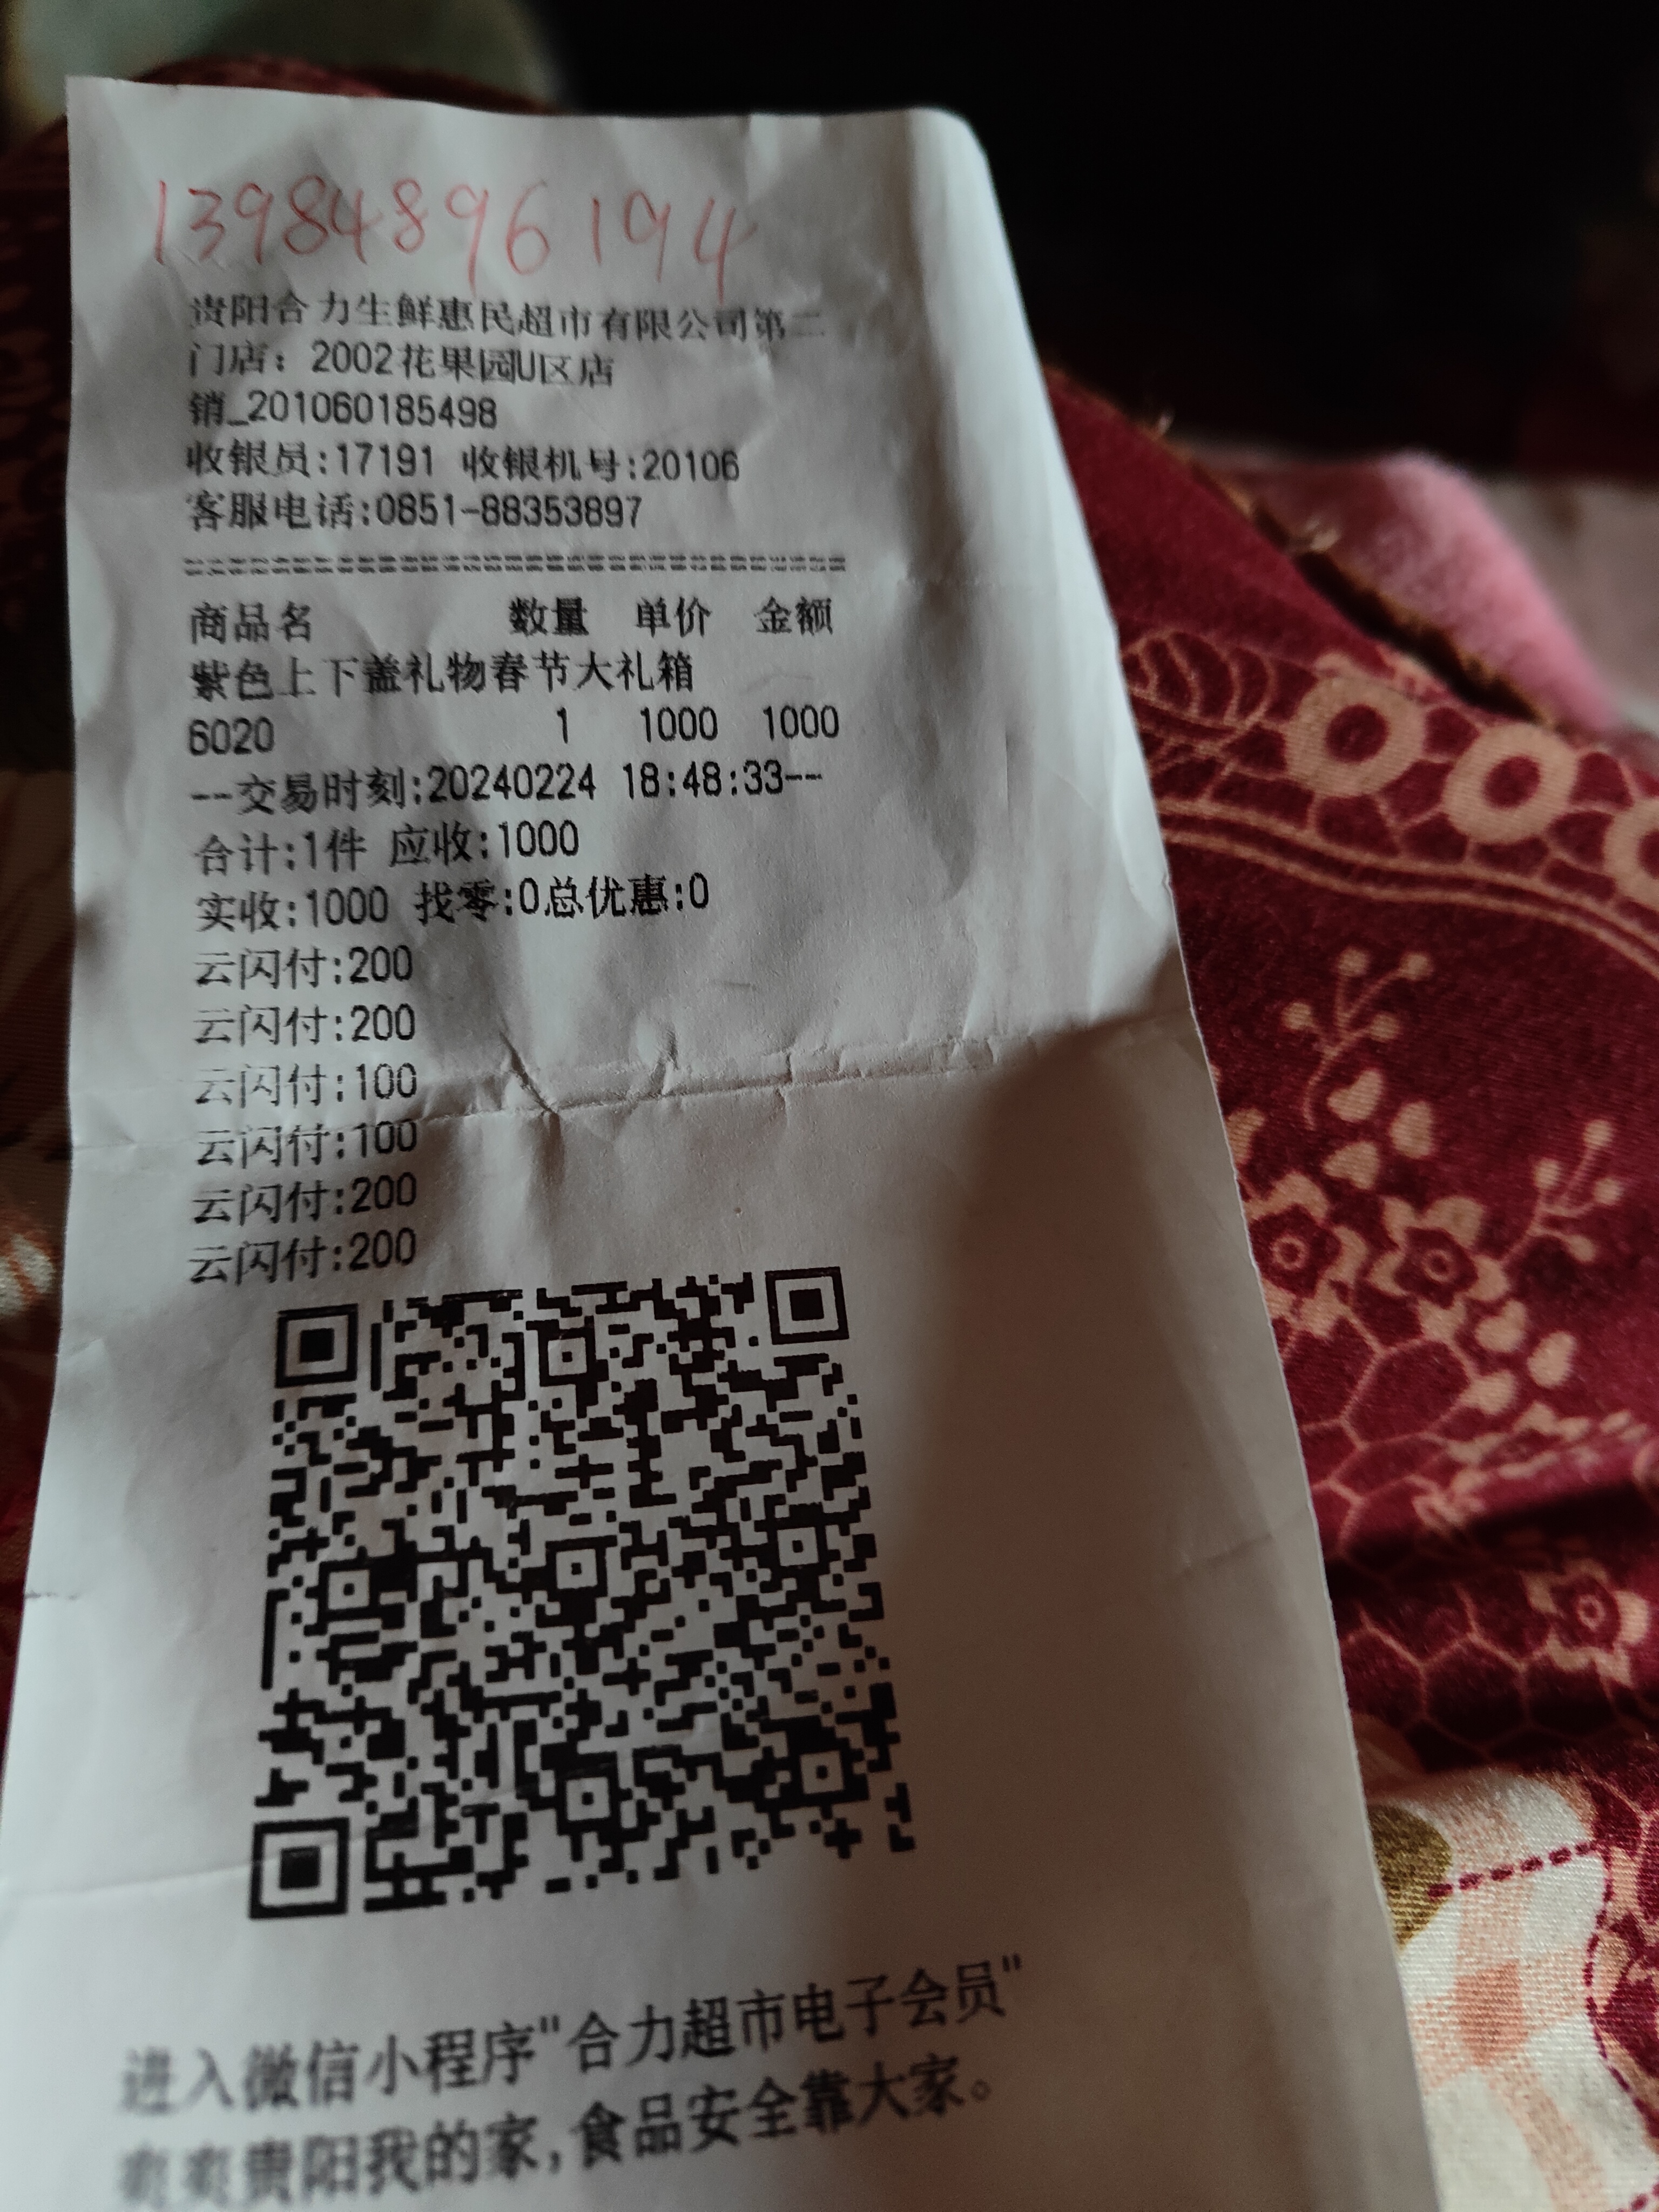 13984896194
贵阳合力生鲜惠民超市有限公司第二
门店：2002花果园U区店
销_201060185498
收银员:17191 收银机号:20106
客服电话:0851-88353897
商品名 数量 单价 金额
紫色上下盖礼物春节大礼箱
6020 1 1000 1000
--交易时刻:20240224 18:48:33--
合计:1件 应收:1000
实收:1000 找零:0总优惠:0
云闪付:200
云闪付:200
云闪付:100
云闪付:100
云闪付:200
云闪付:200
进入微信小程序"合力超市电子会员"
爽爽贵阳我的家,食品安全靠大家。